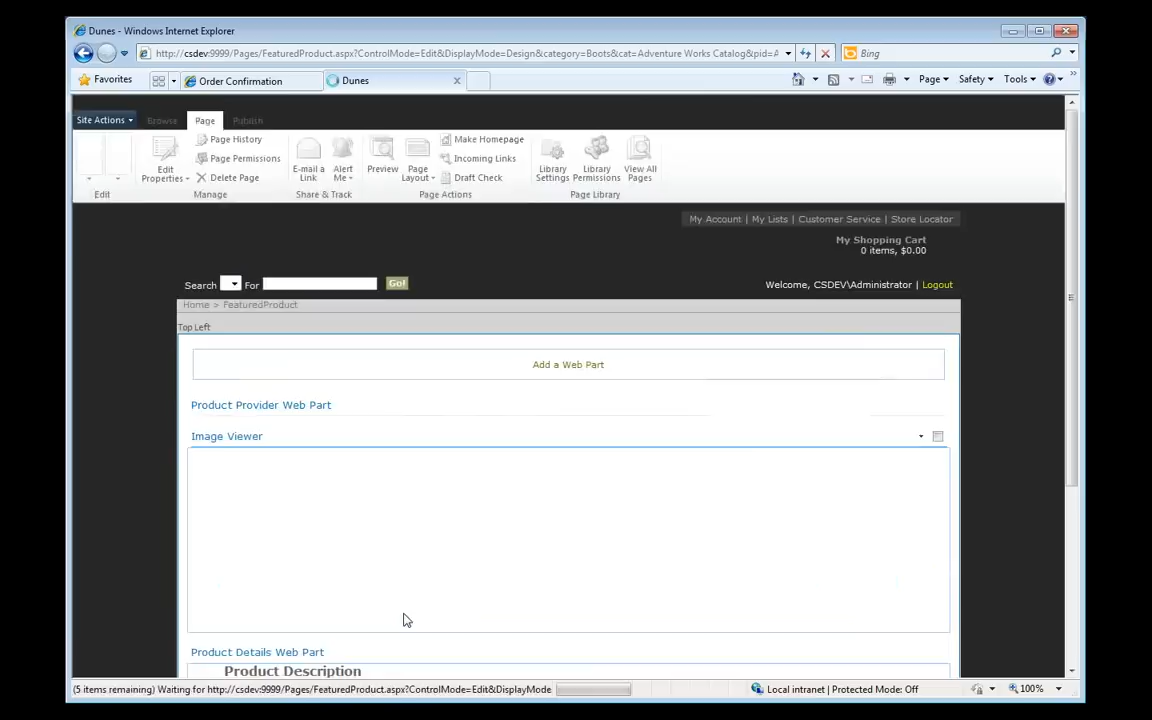 Dunes - Windows Internet Explorer
http://csdev:9999/Pages/FeaturedProduct.aspx?ControlMode=Edit&DisplayMode=Design&category=Boots&cat=Adventure Works Catalog&pid=A
Bing
Favorites
Order Confirmation
Dunes
Page
Safety
Tools
Site Actions
Browse
Page
Publish
Edit Properties
Page History
Page Permissions
Delete Page
E-mail a Link
Alert Me
Preview
Page Layout
Make Homepage
Incoming Links
Draft Check
Library Settings
Library Permissions
View All Pages
Edit
Manage
Share & Track
Page Actions
Page Library
My Account | My Lists | Customer Service | Store Locator
My Shopping Cart
0 items, $0.00
Search
For
Go!
Welcome, CSDEV\Administrator | Logout
Home > FeaturedProduct
Top Left
Add a Web Part
Product Provider Web Part
Image Viewer
Product Details Web Part
Product Description
(5 items remaining) Waiting for http://csdev:9999/Pages/FeaturedProduct.aspx?ControlMode=Edit&DisplayMode
Local intranet | Protected Mode: Off
100%